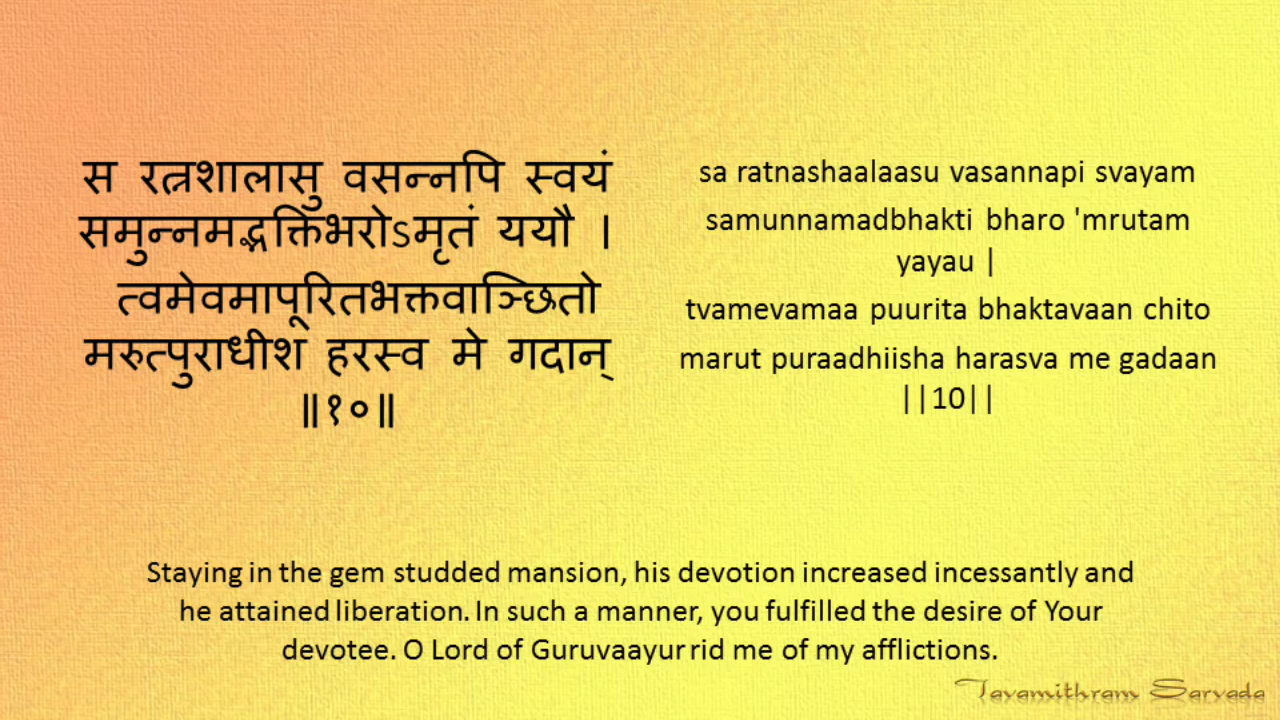 स रत्नशालासु वसन्नपि स्वयं
समुन्नमद्भक्तिभरोऽमृतं ययौ ।
त्वमेवमापूरितभक्तवाञ्छितो
मरुत्पुराधीश हरस्व मे गदान्
॥१०॥
sa ratnashaalaasu vasannapi svayam
samunnamadbhakti bharo 'mrutam
yayau |
tvamevamaa puurita bhaktavaan chito
marut puraadhiisha harasva me gadaan
||10||
Staying in the gem studded mansion, his devotion increased incessantly and
he attained liberation. In such a manner, you fulfilled the desire of Your
devotee. O Lord of Guruvaayur rid me of my afflictions.
Tavamithram Sarvada